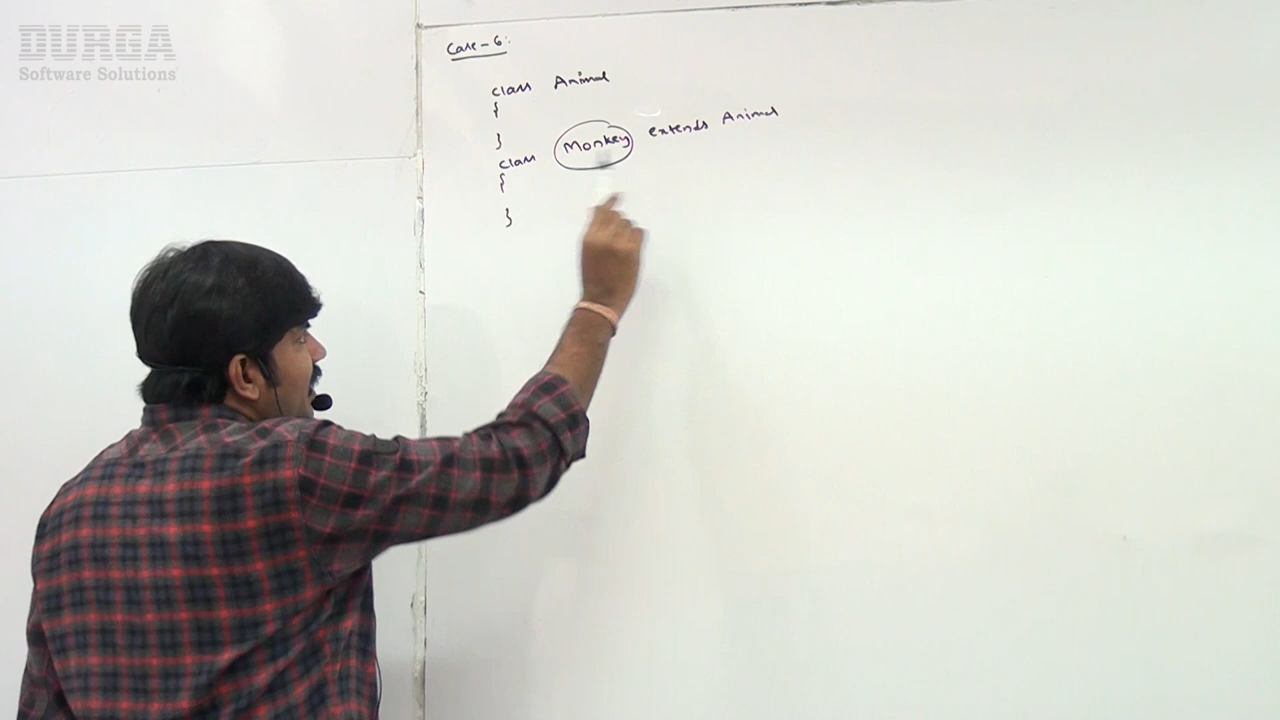 DURGA
Software Solutions
Case-6:
class Animal
{
}
class Monkey extends Animal
{
}